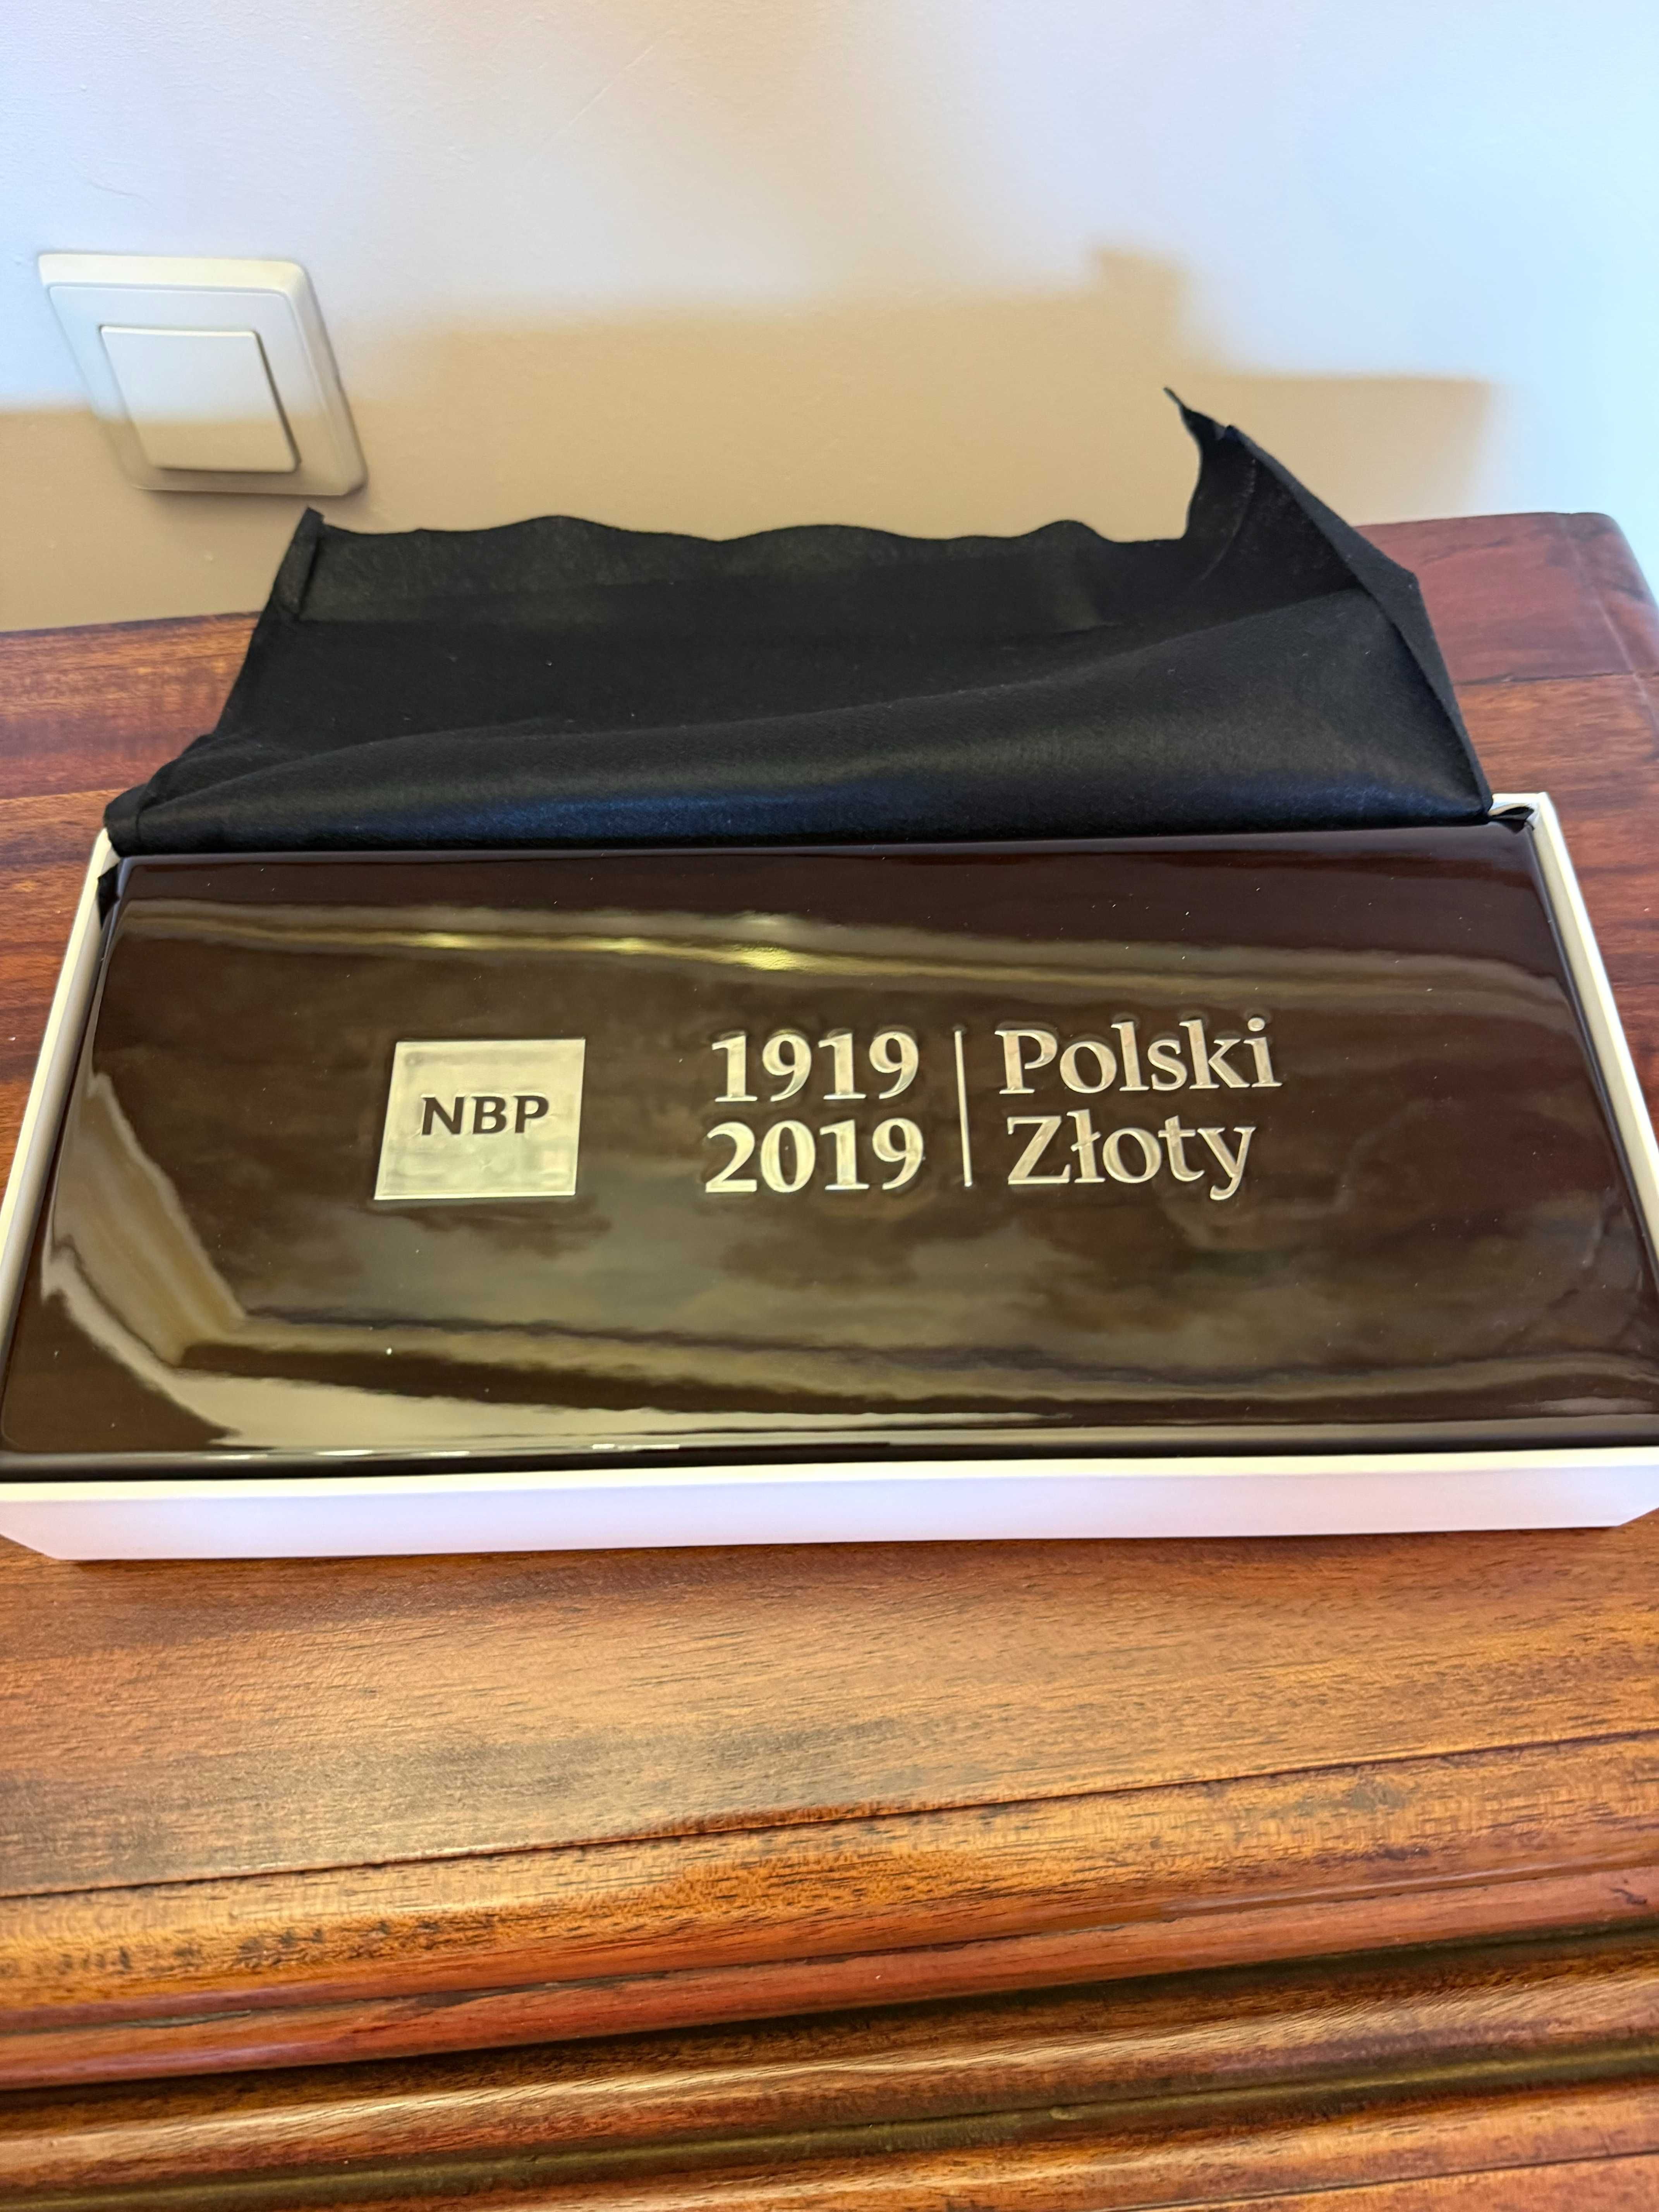 NBP
1919 | Polski
2019 | Złoty